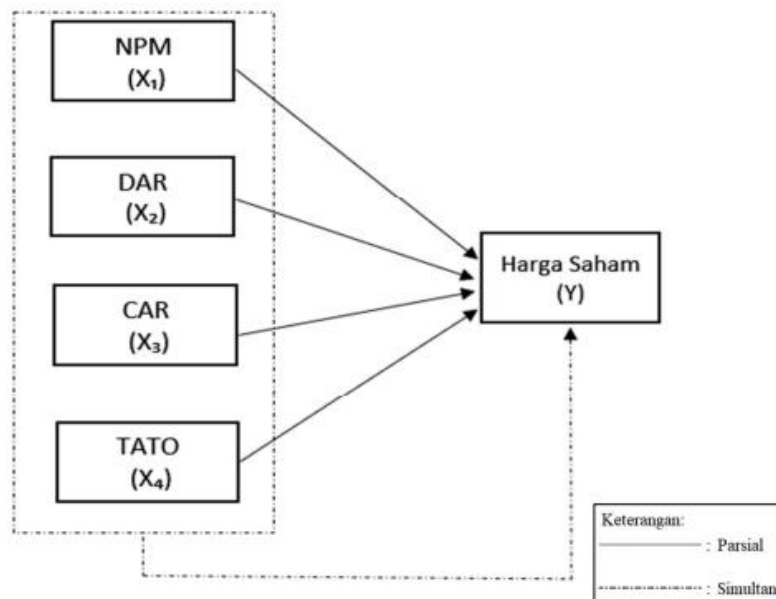 NPM
(X₁)
DAR
(X₂)
CAR
(X₃)
TATO
(X₄)
Harga Saham
(Y)
Keterangan:
: Parsial
: Simultan